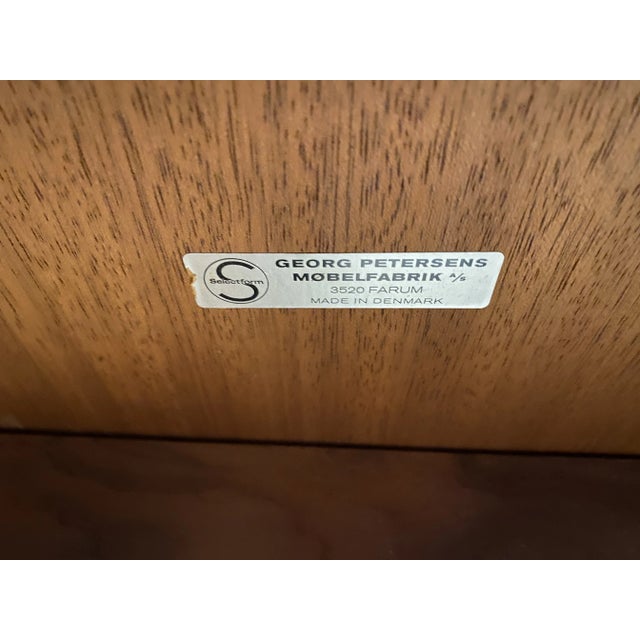 Selectform
GEORG PETERSENS
MØBELFABRIK A/S
3520 FARUM
MADE IN DENMARK